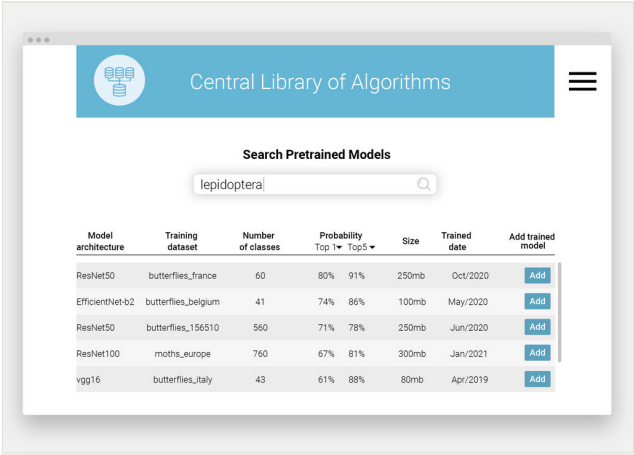 Central Library of Algorithms
Search Pretrained Models
lepidoptera
Model architecture Training dataset Number of classes Probability Top 1 Top5 Size Trained date Add trained model
ResNet50 butterflies_france 60 80% 91% 250mb Oct/2020 Add
EfficientNet-b2 butterflies_belgium 41 74% 86% 100mb May/2020 Add
ResNet50 butterflies_156510 560 71% 78% 250mb Jun/2020 Add
ResNet100 moths_europe 760 67% 81% 300mb Jan/2021 Add
vgg16 butterflies_italy 43 61% 88% 80mb Apr/2019 Add